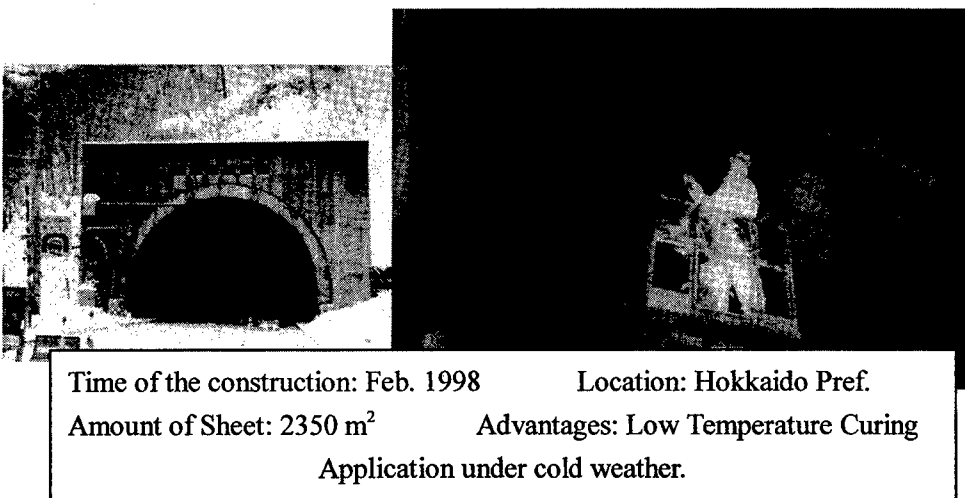 Time of the construction: Feb. 1998 Location: Hokkaido Pref.
Amount of Sheet: 2350 m² Advantages: Low Temperature Curing
Application under cold weather.